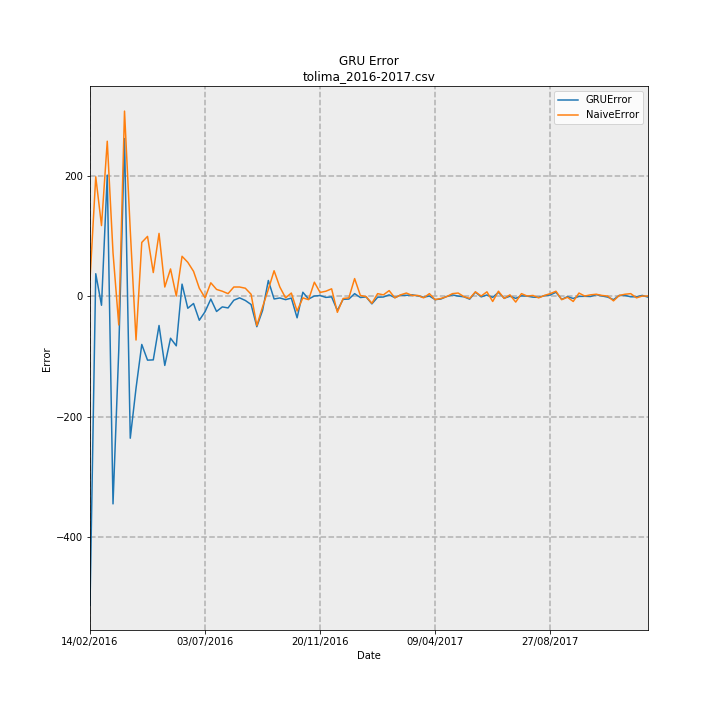 GRU Error
tolima_2016-2017.csv
GRUError
NaiveError
200
0
−200
−400
Error
14/02/2016
03/07/2016
20/11/2016
09/04/2017
27/08/2017
Date